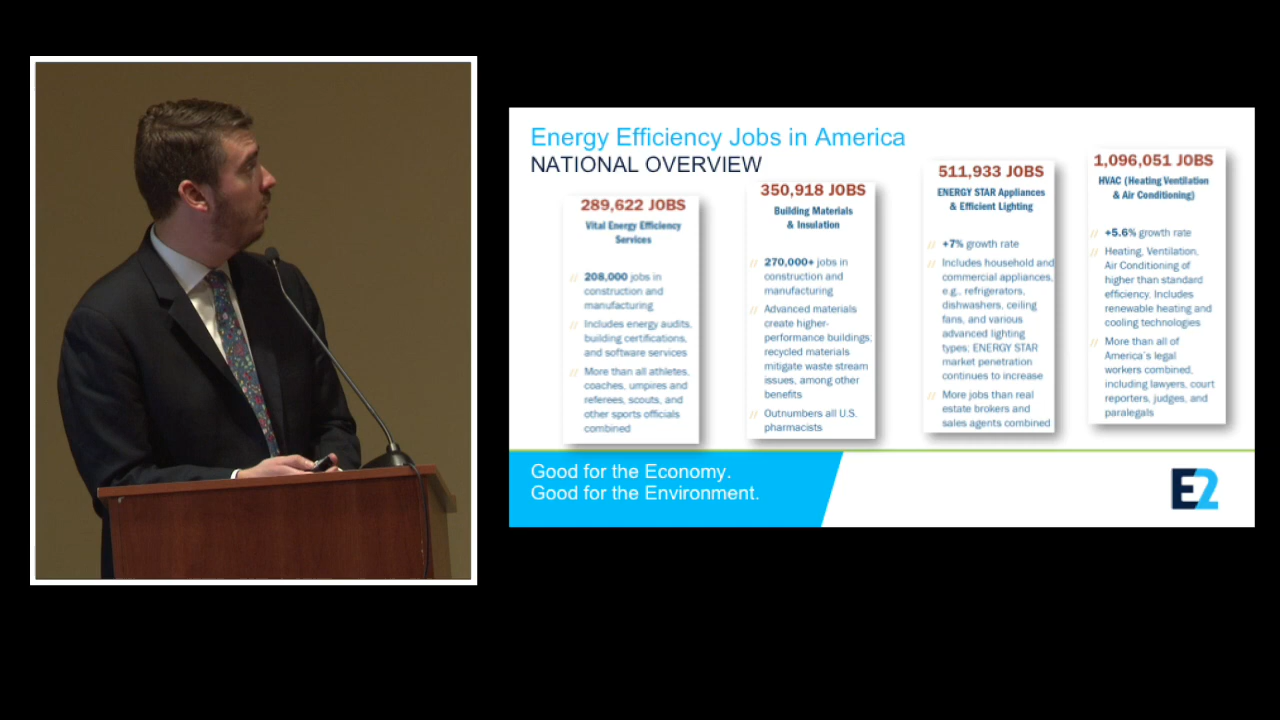 Energy Efficiency Jobs in America
NATIONAL OVERVIEW
289,622 JOBS
Vital Energy Efficiency
Services
// 208,000 jobs in
construction and
manufacturing
// Includes energy audits,
building certifications,
and software services
// More than all athletes,
coaches, umpires and
referees, scouts, and
other sports officials
combined
350,918 JOBS
Building Materials
& Insulation
// 270,000+ jobs in
construction and
manufacturing
// Advanced materials
create higher-
performance buildings;
recycled materials
mitigate waste stream
issues, among other
benefits
// Outnumbers all U.S.
pharmacists
511,933 JOBS
ENERGY STAR Appliances
& Efficient Lighting
// +7% growth rate
// Includes household and
commercial appliances,
e.g., refrigerators,
dishwashers, ceiling
fans, and various
advanced lighting
types; ENERGY STAR
market penetration
continues to increase
// More jobs than real
estate brokers and
sales agents combined
1,096,051 JOBS
HVAC (Heating Ventilation
& Air Conditioning)
// +5.6% growth rate
// Heating, Ventilation,
Air Conditioning of
higher than standard
efficiency. Includes
renewable heating and
cooling technologies
// More than all of
America's legal
workers combined,
including lawyers, court
reporters, judges, and
paralegals
Good for the Economy.
Good for the Environment.
E2